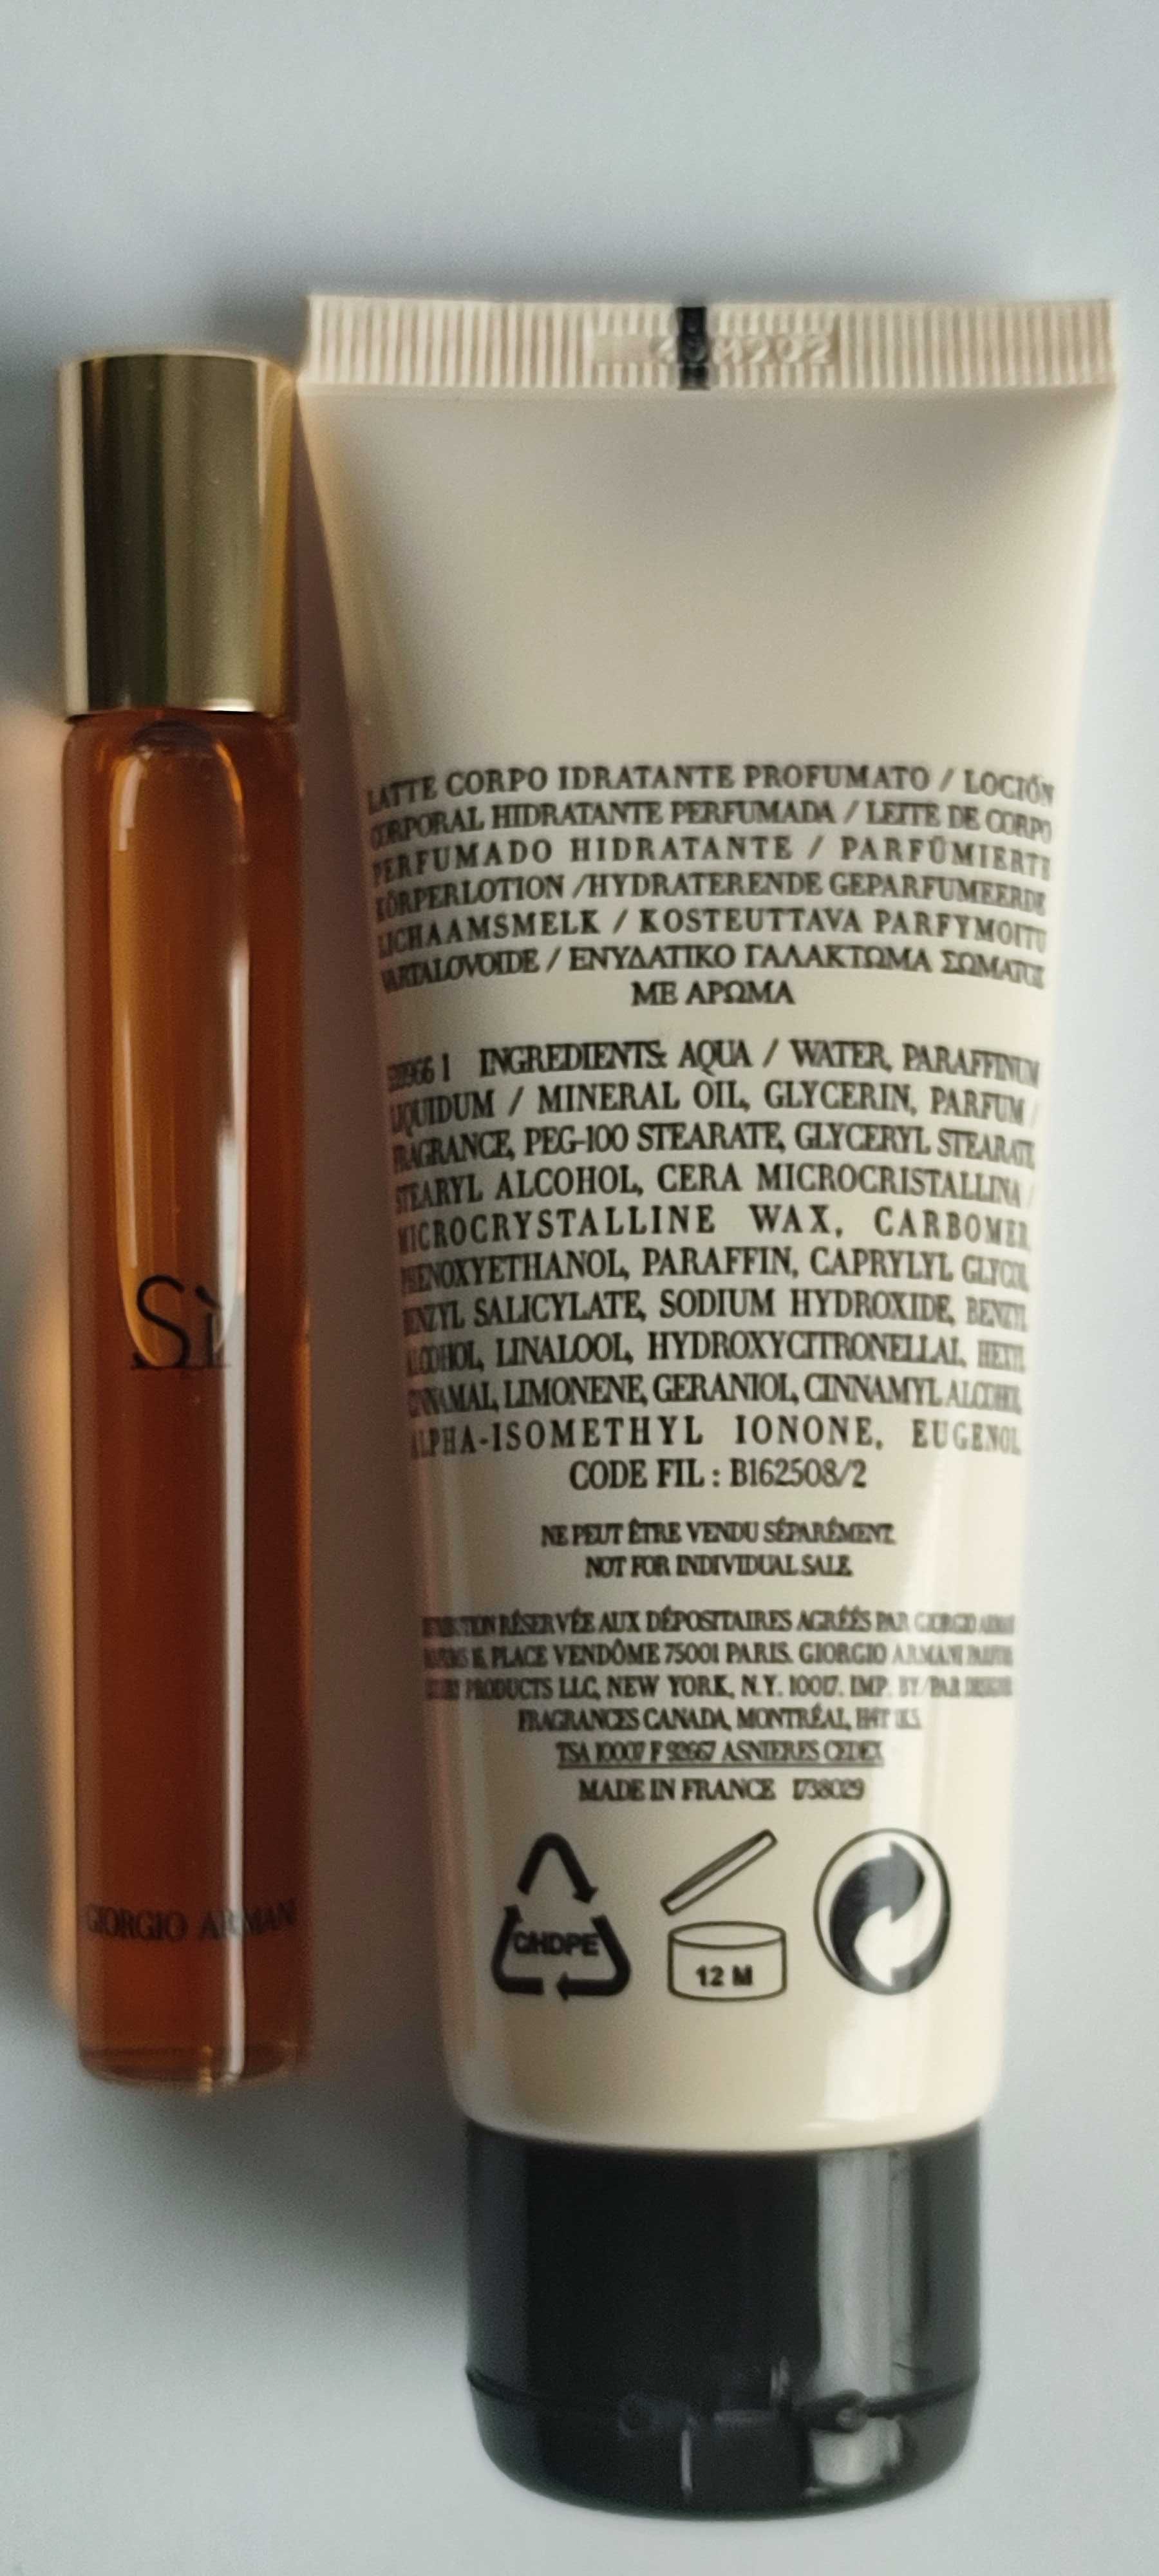 Sì
GIORGIO ARMANI
LATTE CORPO IDRATANTE PROFUMATO / LOCIÓN
CORPORAL HIDRATANTE PERFUMADA / LEITE DE CORPO
PERFUMADO HIDRATANTE / PARFÜMIERTE
KÖRPERLOTION /HYDRATERENDE GEPARFUMEERDE
LICHAAMSMELK / KOSTEUTTAVA PARFYMOITU
VARTALOVOIDE / ΕΝΥΔΑΤΙΚΟ ΓΑΛΑΚΤΩΜΑ ΣΩΜΑΤΟΣ
ΜΕ ΑΡΩΜΑ
1 INGREDIENTS: AQUA / WATER, PARAFFINUM
LIQUIDUM / MINERAL OIL, GLYCERIN, PARFUM /
FRAGRANCE, PEG-100 STEARATE, GLYCERYL STEARATE,
STEARYL ALCOHOL, CERA MICROCRISTALLINA /
MICROCRYSTALLINE WAX, CARBOMER,
PHENOXYETHANOL, PARAFFIN, CAPRYLYL GLYCOL,
BENZYL SALICYLATE, SODIUM HYDROXIDE, BENZYL
ALCOHOL, LINALOOL, HYDROXYCITRONELLAL, HEXYL
CINNAMAL, LIMONENE, GERANIOL, CINNAMYL ALCOHOL,
ALPHA-ISOMETHYL IONONE, EUGENOL
CODE FIL : B162508/2
NE PEUT ÊTRE VENDU SÉPARÉMENT.
NOT FOR INDIVIDUAL SALE.
RÉSERVÉE AUX DÉPOSITAIRES AGRÉÉS PAR GIORGIO ARMANI
PLACE VENDÔME 75001 PARIS. GIORGIO ARMANI PARFUMS
PRODUCTS LLC, NEW YORK, N.Y. 10017. IMP. BY/PAR DESIGNER
FRAGRANCES CANADA, MONTRÉAL, H4T 1K5
TSA 10007 F 92667 ASNIERES CEDEX
MADE IN FRANCE 1738029
C/HDPE
12 M